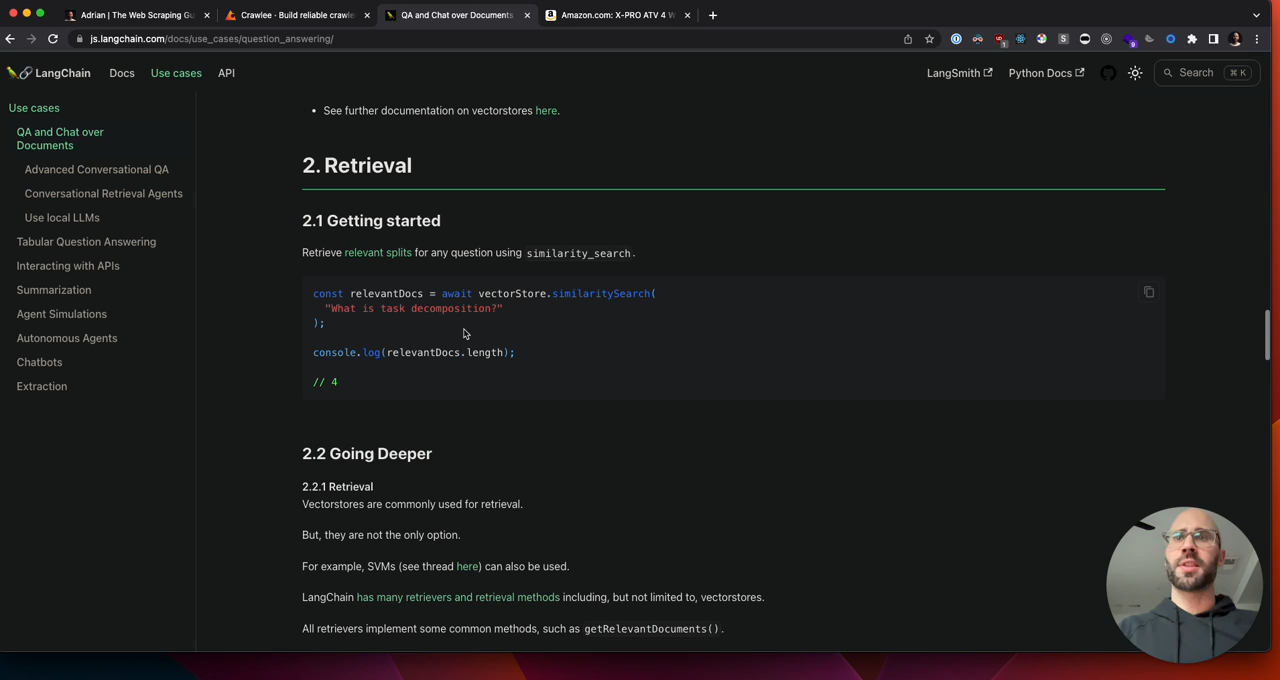 Adrian | The Web Scraping Gu
Crawlee · Build reliable crawle
QA and Chat over Documents
Amazon.com: X-PRO ATV 4 W
js.langchain.com/docs/use_cases/question_answering/
LangChain
Docs
Use cases
API
LangSmith
Python Docs
Search
⌘ K
Use cases
QA and Chat over
Documents
Advanced Conversational QA
Conversational Retrieval Agents
Use local LLMs
Tabular Question Answering
Interacting with APIs
Summarization
Agent Simulations
Autonomous Agents
Chatbots
Extraction
• See further documentation on vectorstores here.
2. Retrieval
2.1 Getting started
Retrieve relevant splits for any question using similarity_search.
const relevantDocs = await vectorStore.similaritySearch(
"What is task decomposition?"
);
console.log(relevantDocs.length);
// 4
2.2 Going Deeper
2.2.1 Retrieval
Vectorstores are commonly used for retrieval.
But, they are not the only option.
For example, SVMs (see thread here) can also be used.
LangChain has many retrievers and retrieval methods including, but not limited to, vectorstores.
All retrievers implement some common methods, such as getRelevantDocuments().